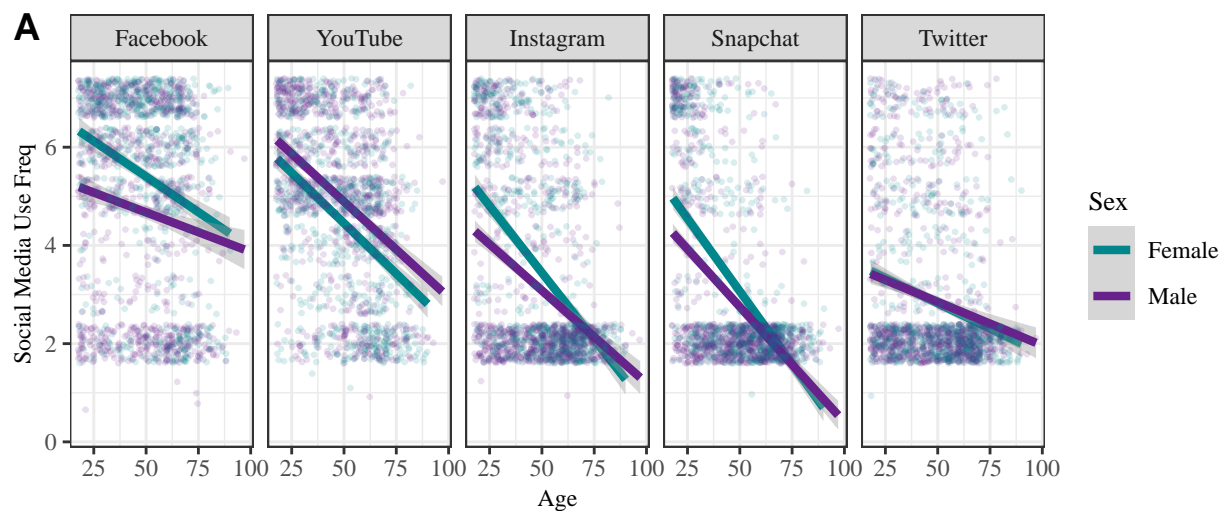 A
Facebook YouTube Instagram Snapchat Twitter
Social Media Use Freq
6
4
2
0
25 50 75 100 25 50 75 100 25 50 75 100 25 50 75 100 25 50 75 100
Age
Sex
Female
Male